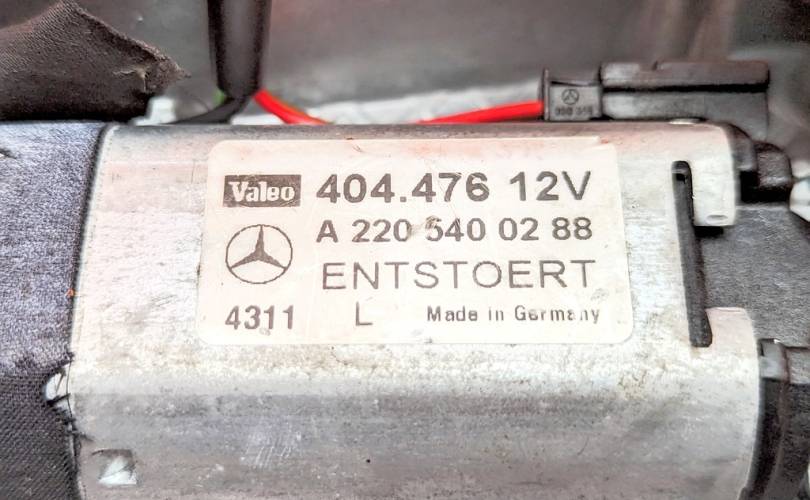 Valeo 404.476 12V
A 220 540 02 88
ENTSTOERT
4311 L Made in Germany